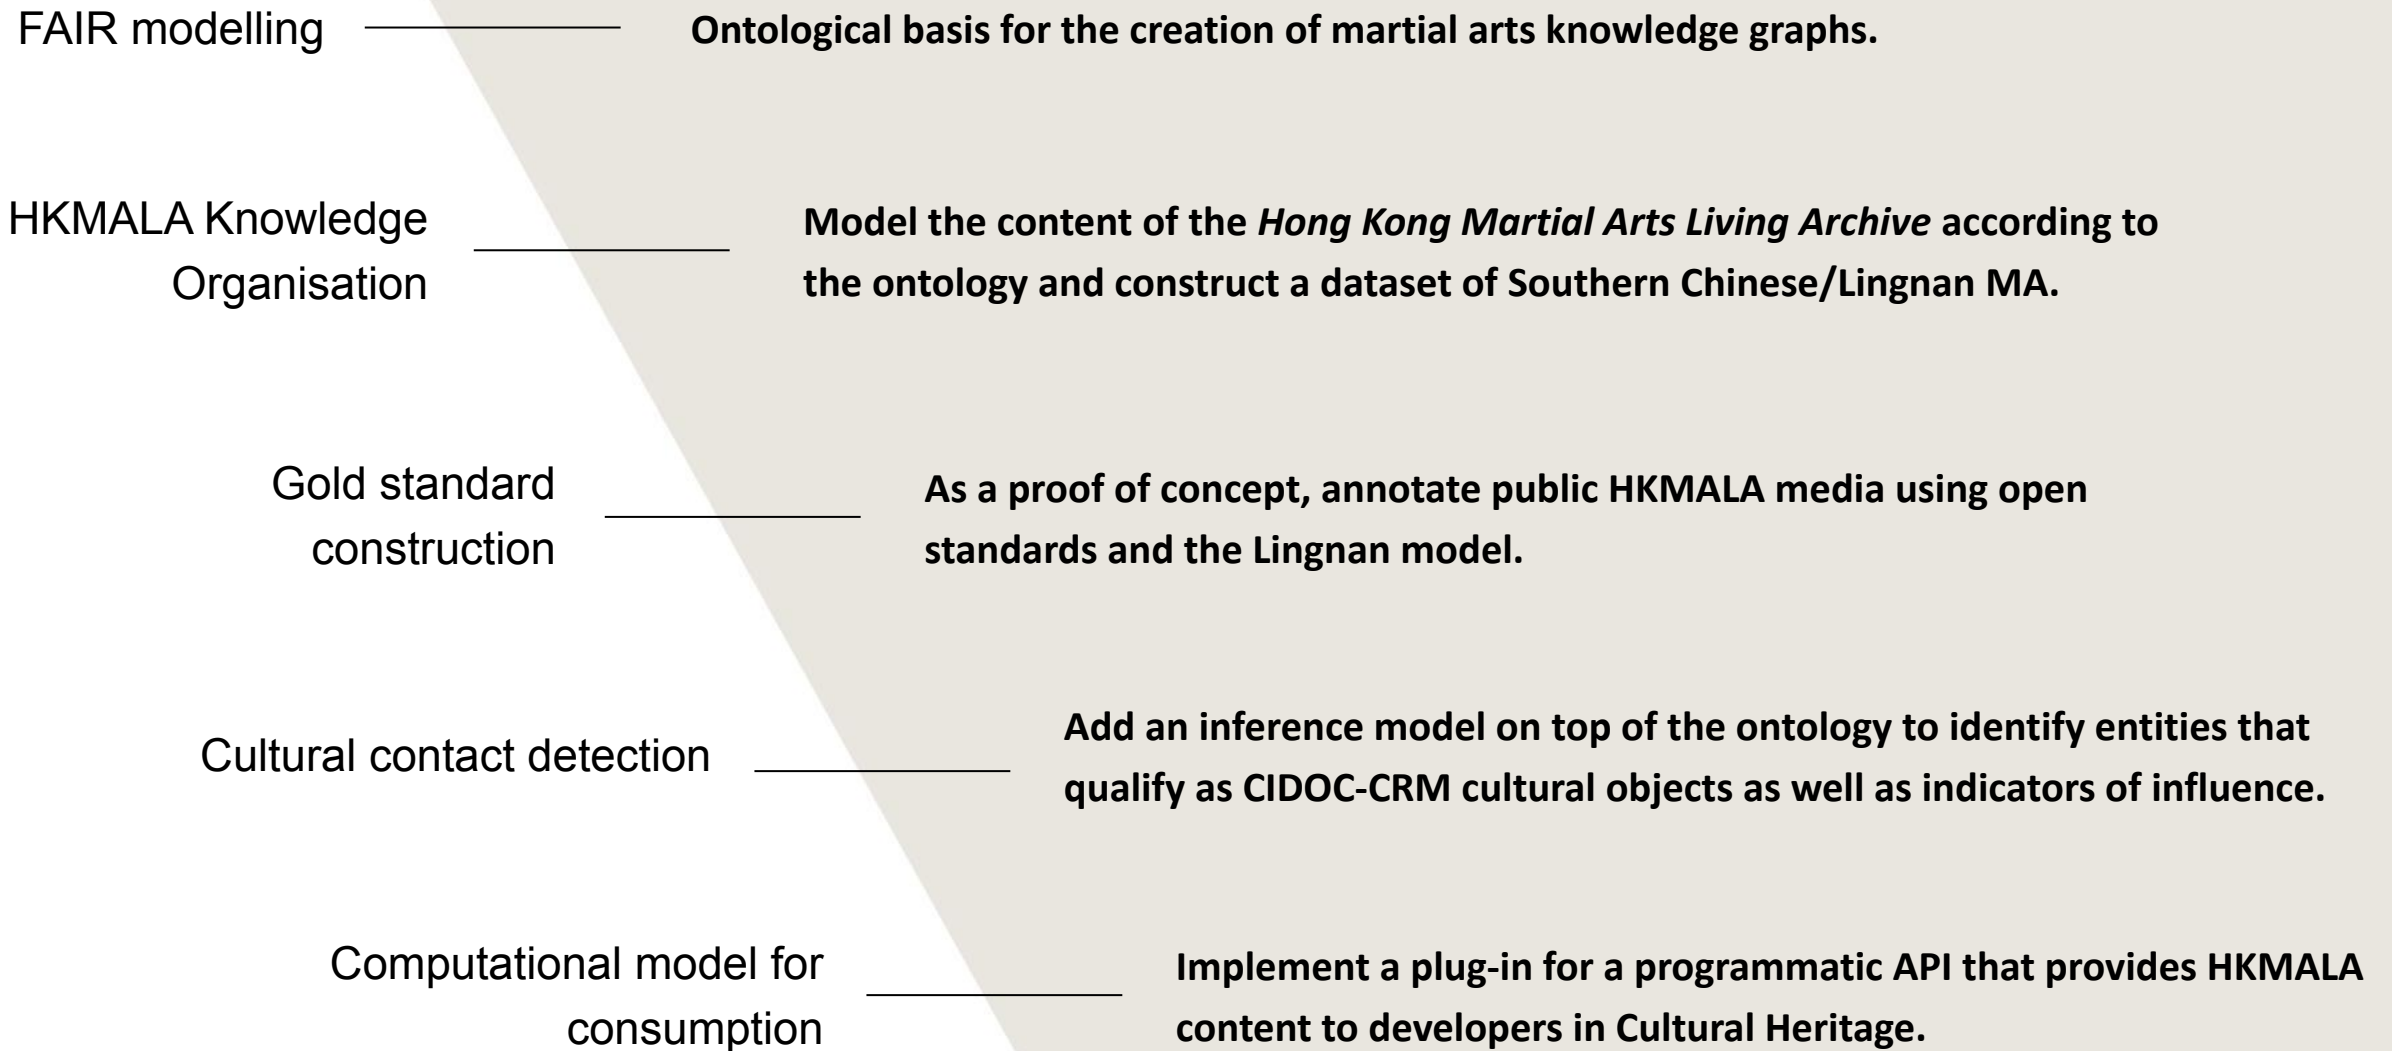 FAIR modelling
Ontological basis for the creation of martial arts knowledge graphs.
HKMALA Knowledge
Organisation
Model the content of the Hong Kong Martial Arts Living Archive according to
the ontology and construct a dataset of Southern Chinese/Lingnan MA.
Gold standard
construction
As a proof of concept, annotate public HKMALA media using open
standards and the Lingnan model.
Cultural contact detection
Add an inference model on top of the ontology to identify entities that
qualify as CIDOC-CRM cultural objects as well as indicators of influence.
Computational model for
consumption
Implement a plug-in for a programmatic API that provides HKMALA
content to developers in Cultural Heritage.